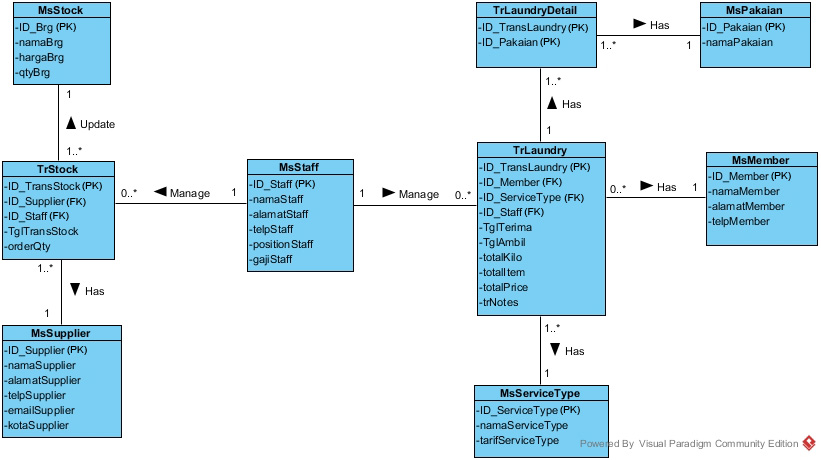 MsStock
-ID_Brg (PK)
-namaBrg
-hargaBrg
-qtyBrg
1
Update
1..*
TrStock
-ID_TransStock (PK)
-ID_Supplier (FK)
-ID_Staff (FK)
-TglTransStock
-orderQty
0..*
Manage
1
1..*
Has
1
MsSupplier
-ID_Supplier (PK)
-namaSupplier
-alamatSupplier
-telpSupplier
-emailSupplier
-kotaSupplier
MsStaff
-ID_Staff (PK)
-namaStaff
-alamatStaff
-telpStaff
-positionStaff
-gajiStaff
1
Manage
0..*
TrLaundryDetail
-ID_TransLaundry (PK)
-ID_Pakaian (PK)
1..*
Has
1
MsPakaian
-ID_Pakaian (PK)
-namaPakaian
1..*
Has
1
TrLaundry
-ID_TransLaundry (PK)
-ID_Member (FK)
-ID_ServiceType (FK)
-ID_Staff (FK)
-TglTerima
-TglAmbil
-totalKilo
-totalItem
-totalPrice
-trNotes
0..*
Has
1
MsMember
-ID_Member (PK)
-namaMember
-alamatMember
-telpMember
1..*
Has
1
MsServiceType
-ID_ServiceType (PK)
-namaServiceType
-tarifServiceType
Powered By Visual Paradigm Community Edition